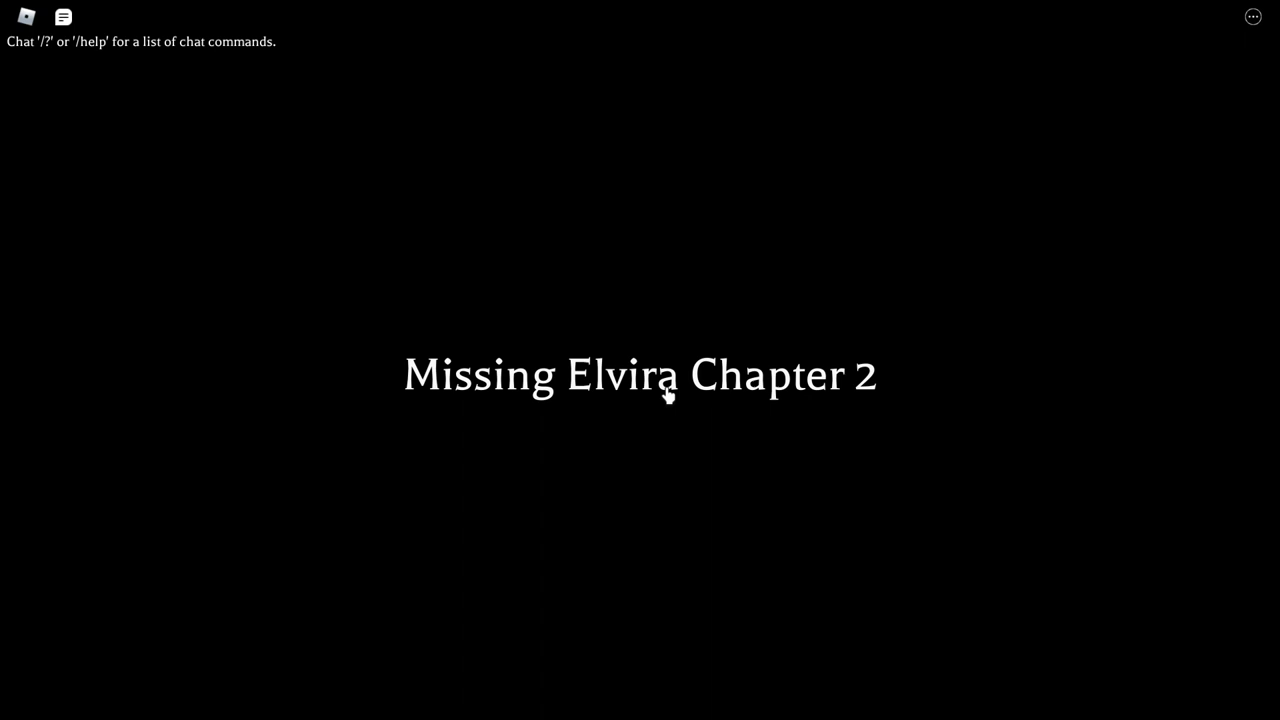 Chat '/?' or '/help' for a list of chat commands.
Missing Elvira Chapter 2